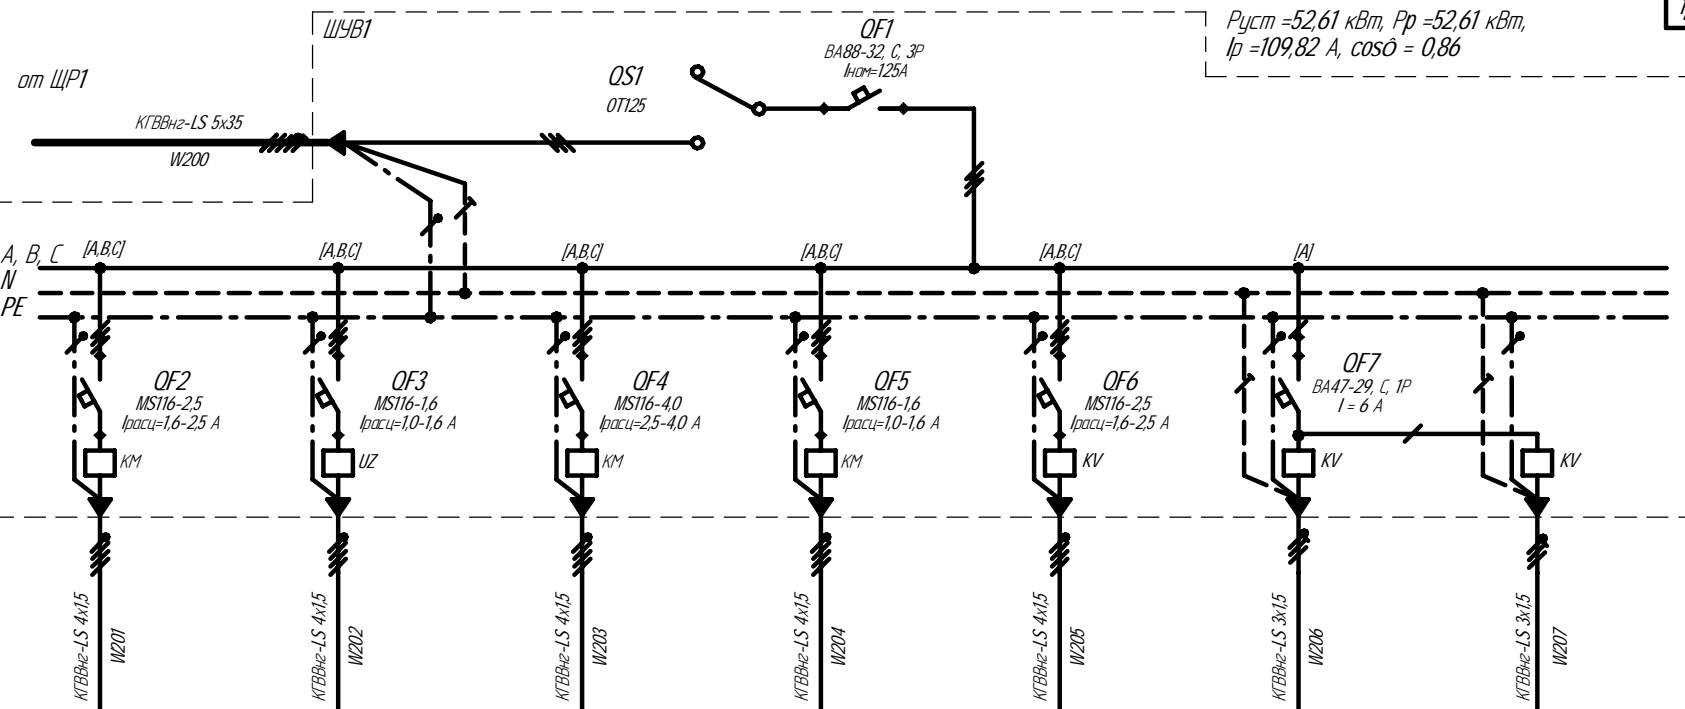 ШУВ1
от ЩР1
КГВВнг-LS 5х35
W200
QS1
ОТ125
QF1
ВА88-32, С, 3Р
Iном=125А
Руст =52,61 кВт, Рр =52,61 кВт,
Iр =109,82 А, cosô = 0,86
А, В, С
N
PE
[А,В,С]
[А,В,С]
[А,В,С]
[А,В,С]
[А,В,С]
[А]
QF2
MS116-2,5
Iрасц=1,6-2,5 А
КМ
QF3
MS116-1,6
Iрасц=1,0-1,6 А
UZ
QF4
MS116-4,0
Iрасц=2,5-4,0 А
КМ
QF5
MS116-1,6
Iрасц=1,0-1,6 А
КМ
QF6
MS116-2,5
Iрасц=1,6-2,5 А
KV
QF7
ВА47-29, С, 1Р
I = 6 А
KV
KV
КГВВнг-LS 4х1,5
W201
КГВВнг-LS 4х1,5
W202
КГВВнг-LS 4х1,5
W203
КГВВнг-LS 4х1,5
W204
КГВВнг-LS 4х1,5
W205
КГВВнг-LS 3х1,5
W206
КГВВнг-LS 3х1,5
W207